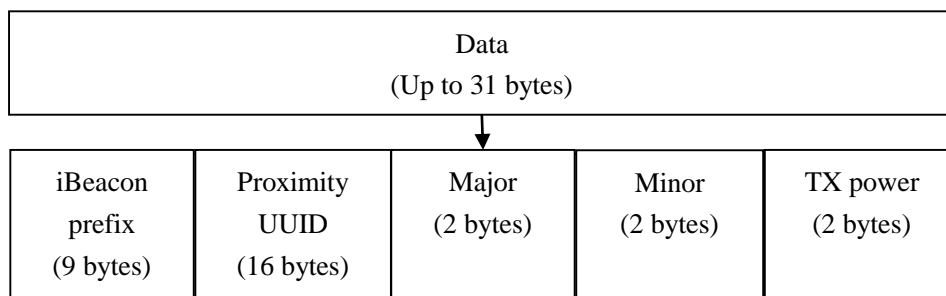 Data
(Up to 31 bytes)
iBeacon
prefix
(9 bytes)
Proximity
UUID
(16 bytes)
Major
(2 bytes)
Minor
(2 bytes)
TX power
(2 bytes)